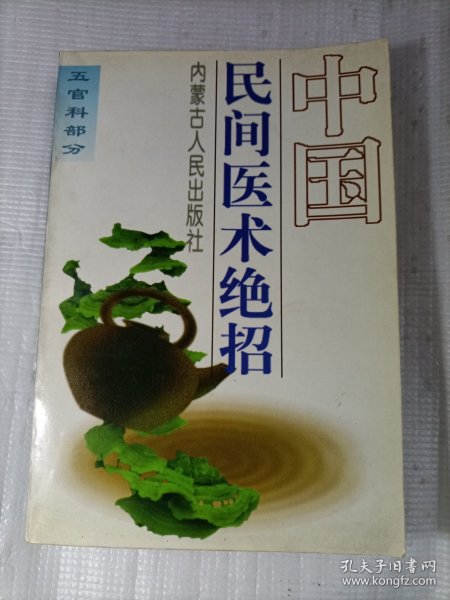 中国
民间医术绝招
内蒙古人民出版社
五官科部分
孔夫子旧书网
www.kongfz.com